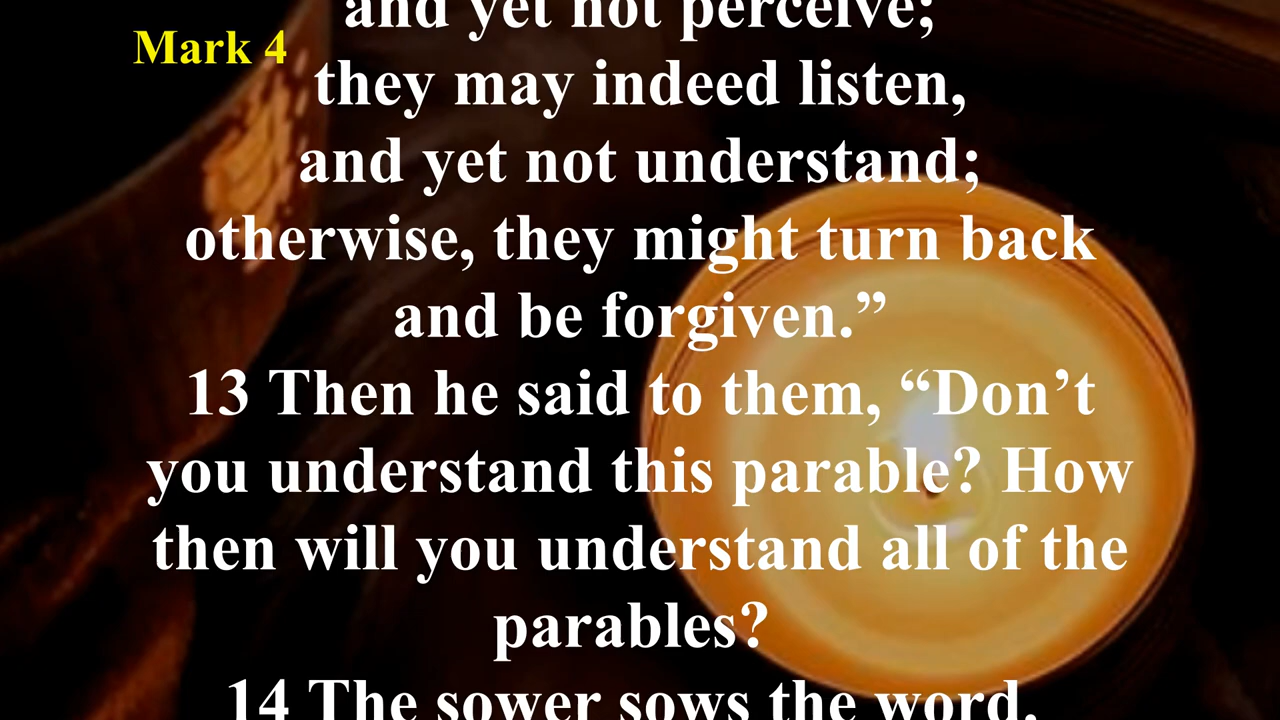 Mark 4
and yet not perceive;
they may indeed listen,
and yet not understand;
otherwise, they might turn back
and be forgiven.”
13 Then he said to them, “Don’t
you understand this parable? How
then will you understand all of the
parables?
14 The sower sows the word.